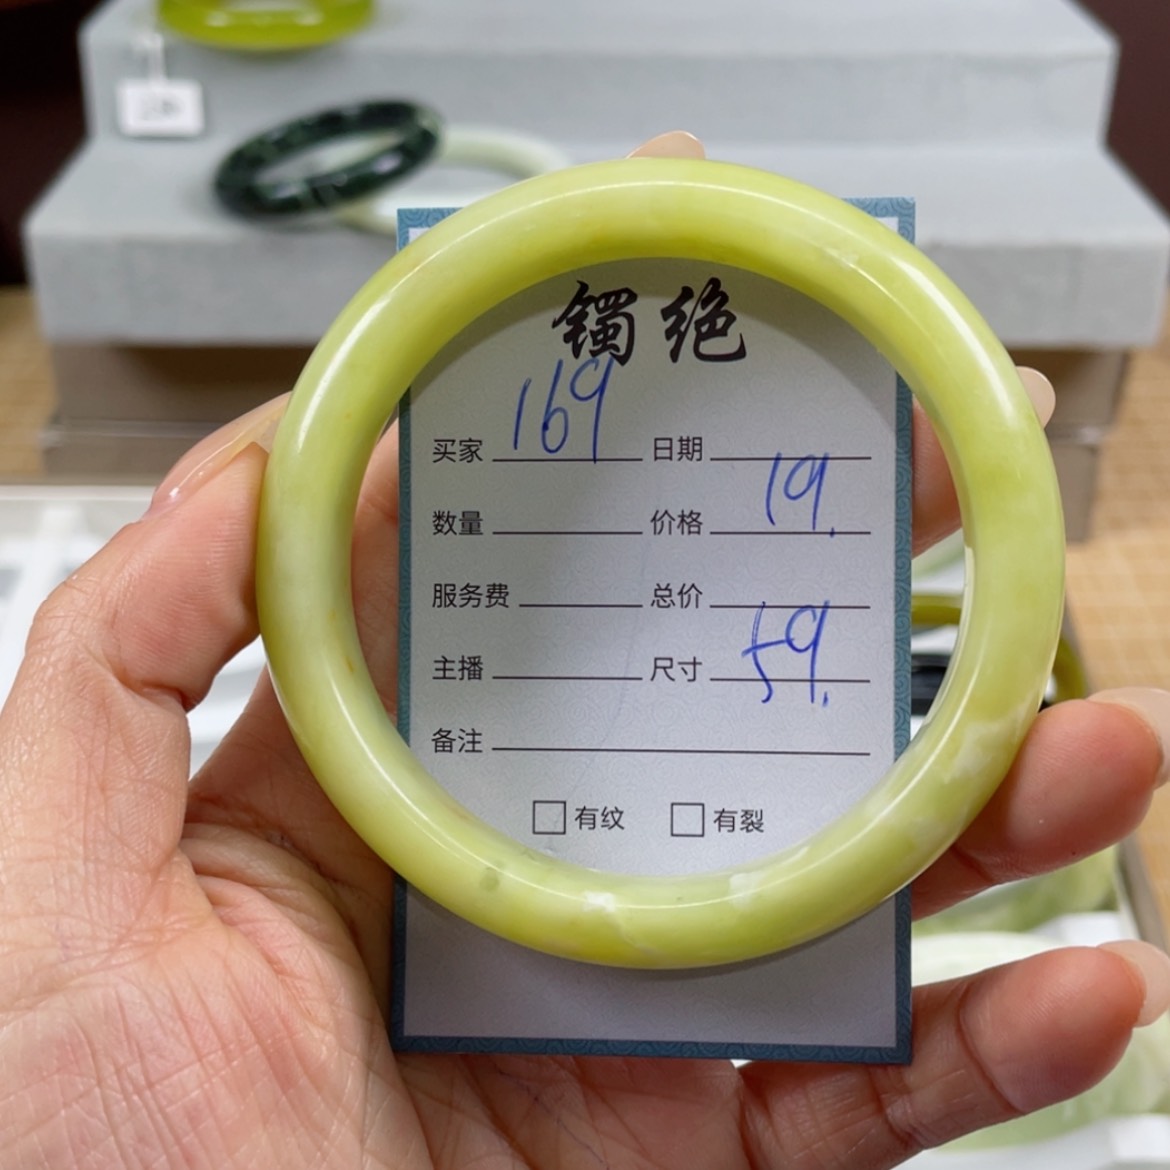 镯绝
买家 169 日期
数量 价格 19.
服务费 总价
主播 尺寸 59.
备注
有纹 有裂